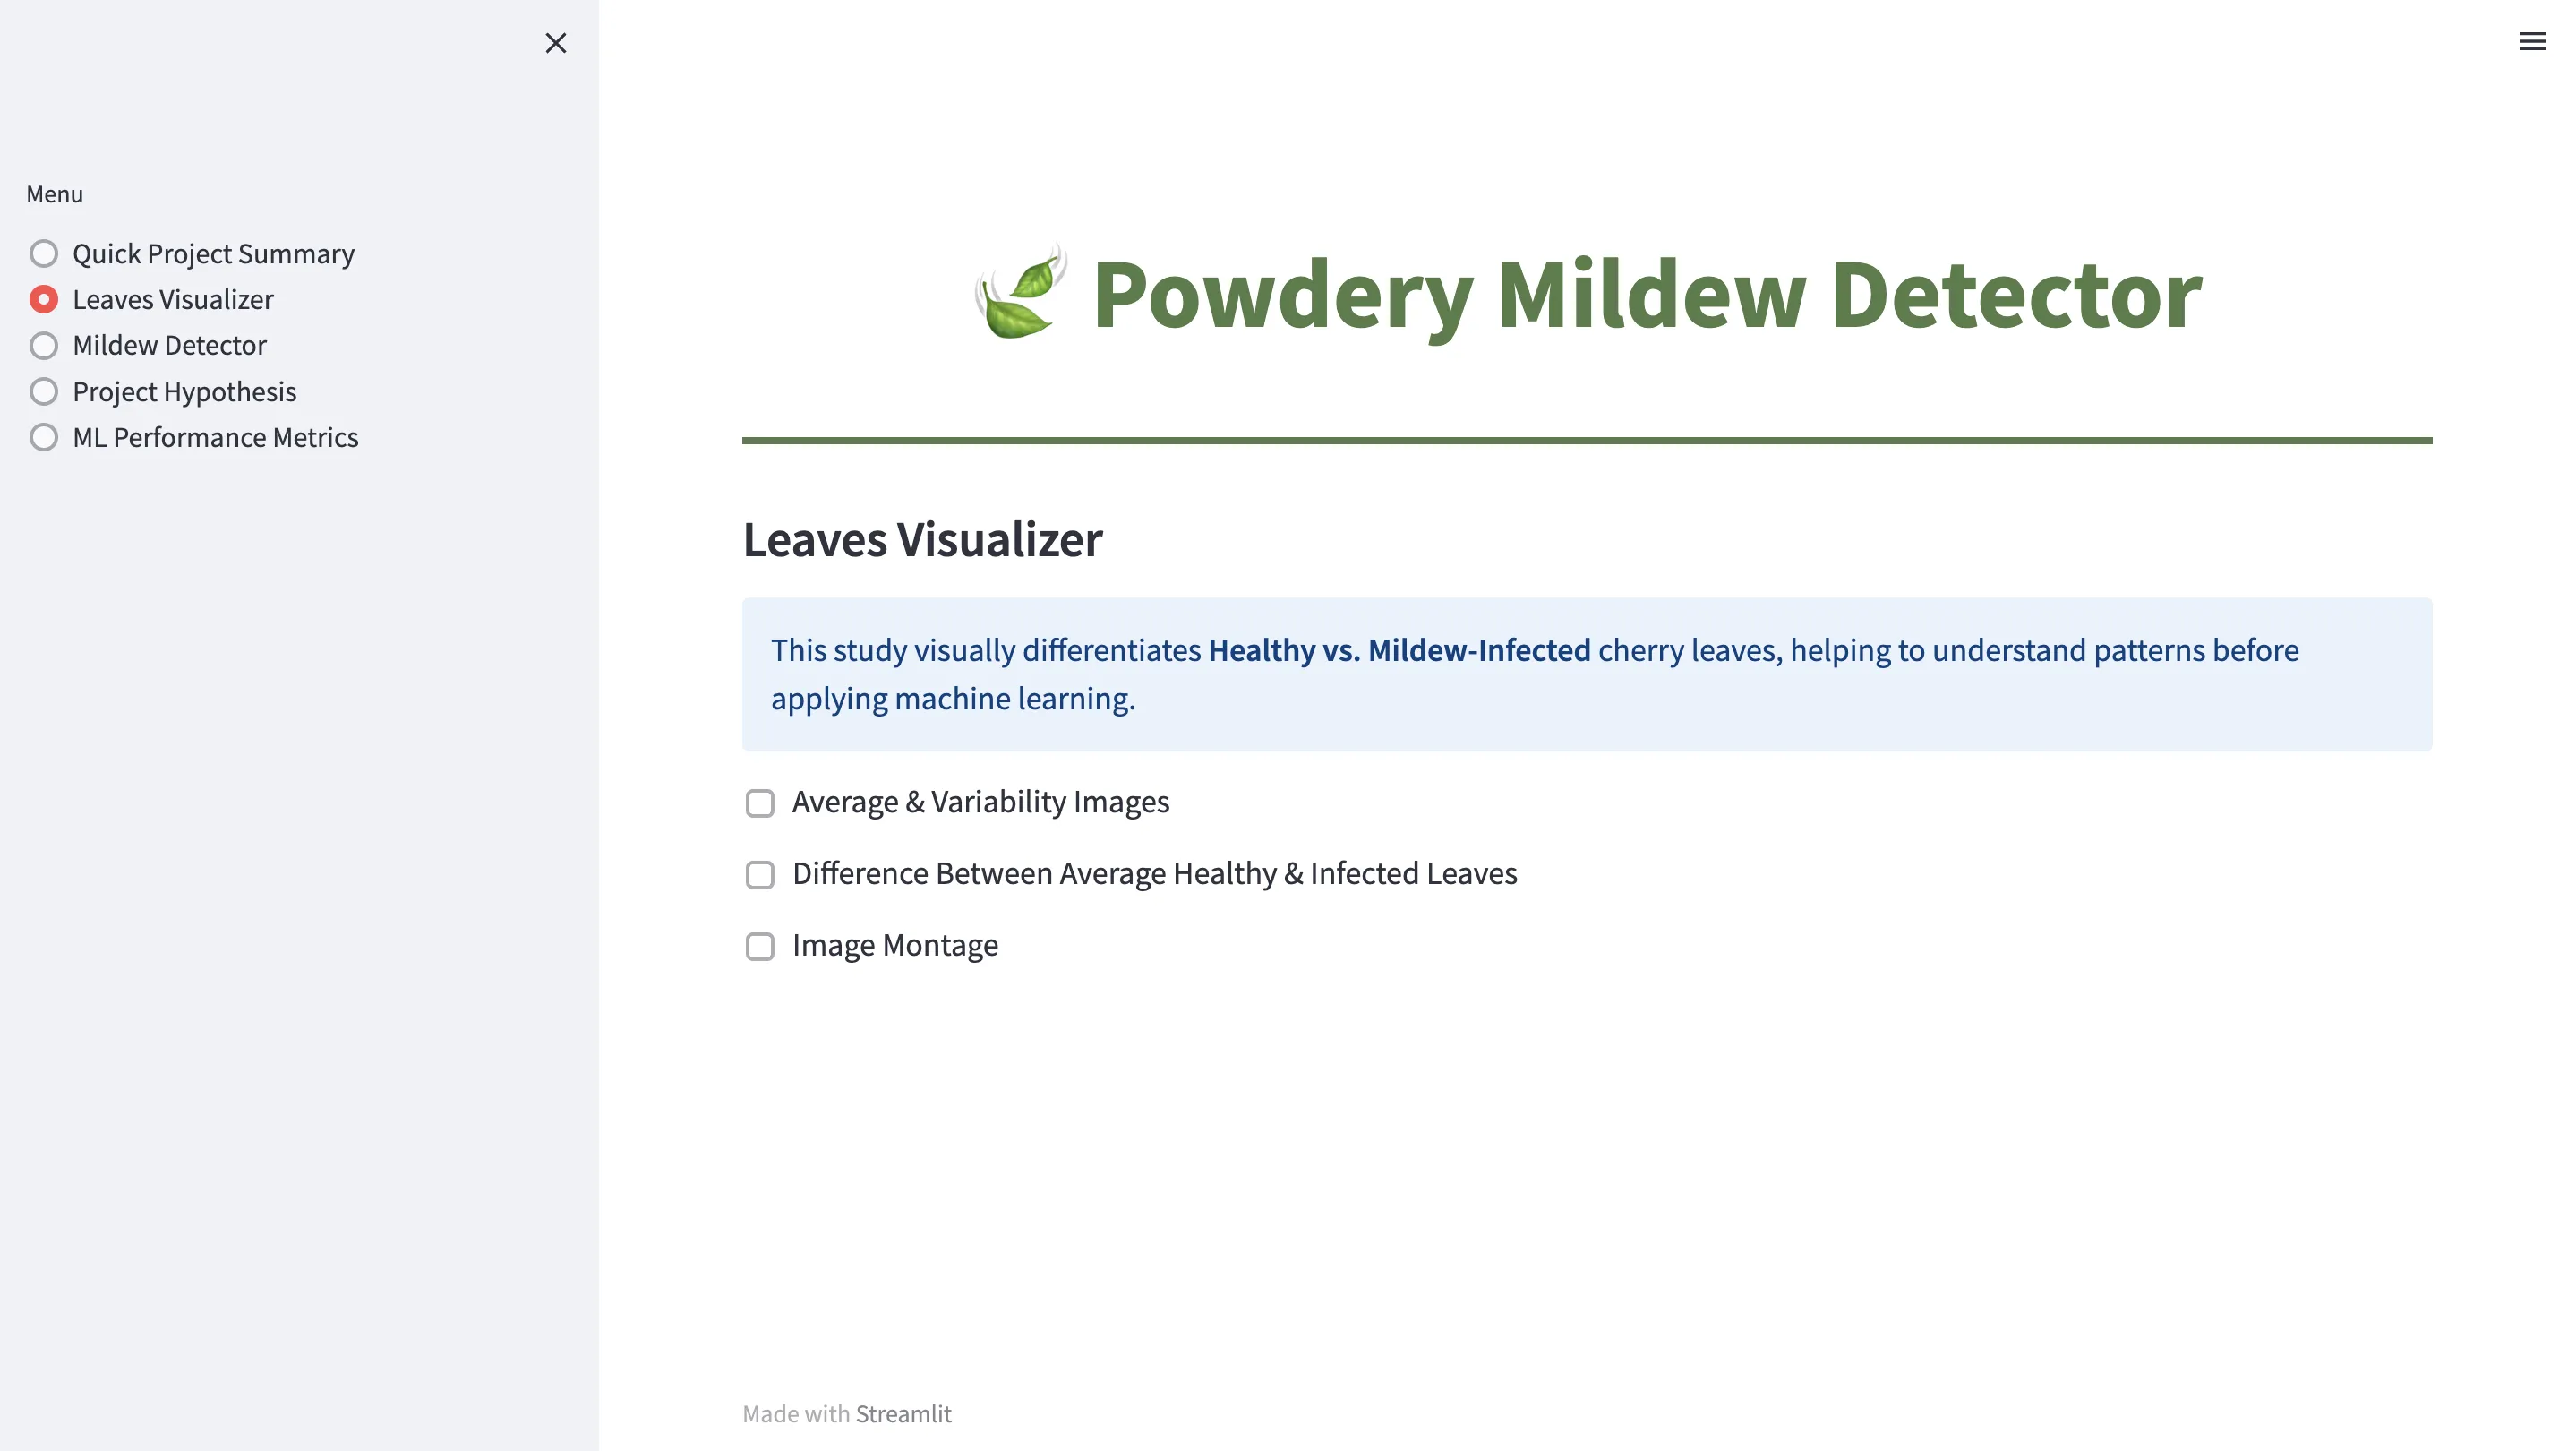 Menu
Quick Project Summary
Leaves Visualizer
Mildew Detector
Project Hypothesis
ML Performance Metrics
Powdery Mildew Detector
Leaves Visualizer
This study visually differentiates Healthy vs. Mildew-Infected cherry leaves, helping to understand patterns before
applying machine learning.
Average & Variability Images
Difference Between Average Healthy & Infected Leaves
Image Montage
Made with Streamlit